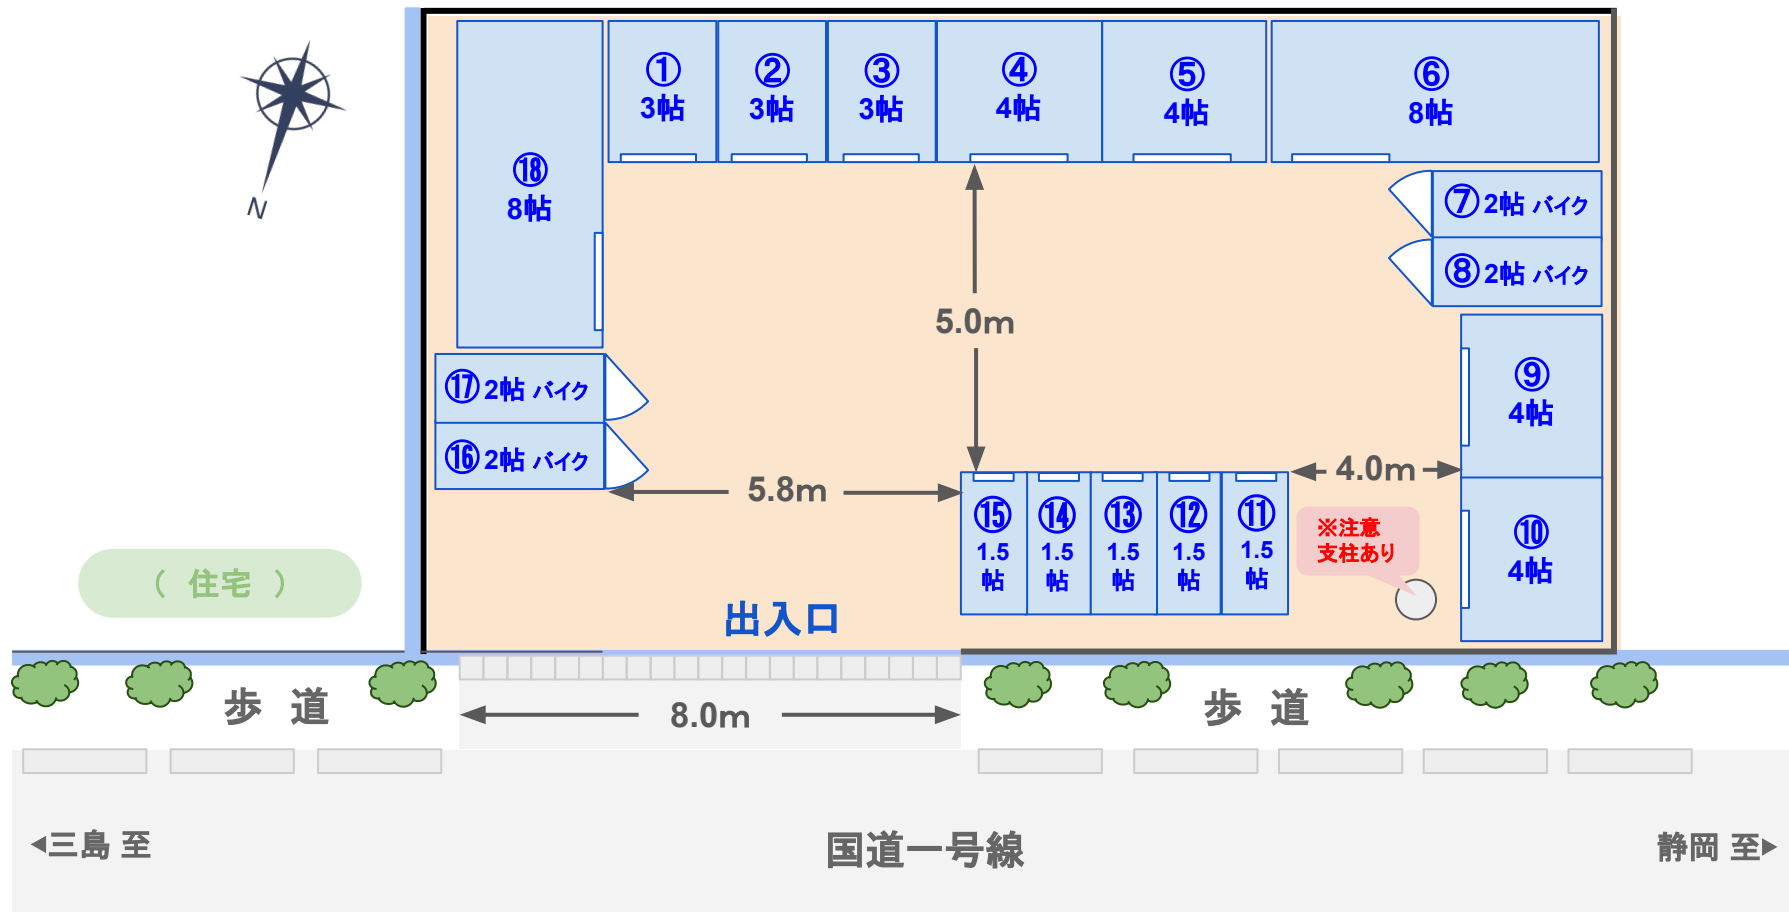 ①
3帖
②
3帖
③
3帖
④
4帖
⑤
4帖
⑥
8帖
⑱
8帖
⑦ 2帖 バイク
⑧ 2帖 バイク
N
5.0m
⑨
4帖
⑰ 2帖 バイク
⑯ 2帖 バイク
5.8m
4.0m
⑮
1.5
帖
⑭
1.5
帖
⑬
1.5
帖
⑫
1.5
帖
⑪
1.5
帖
※注意
支柱あり
⑩
4帖
( 住宅 )
出入口
歩 道
8.0m
歩 道
◀三島 至
国道一号線
静岡 至▶